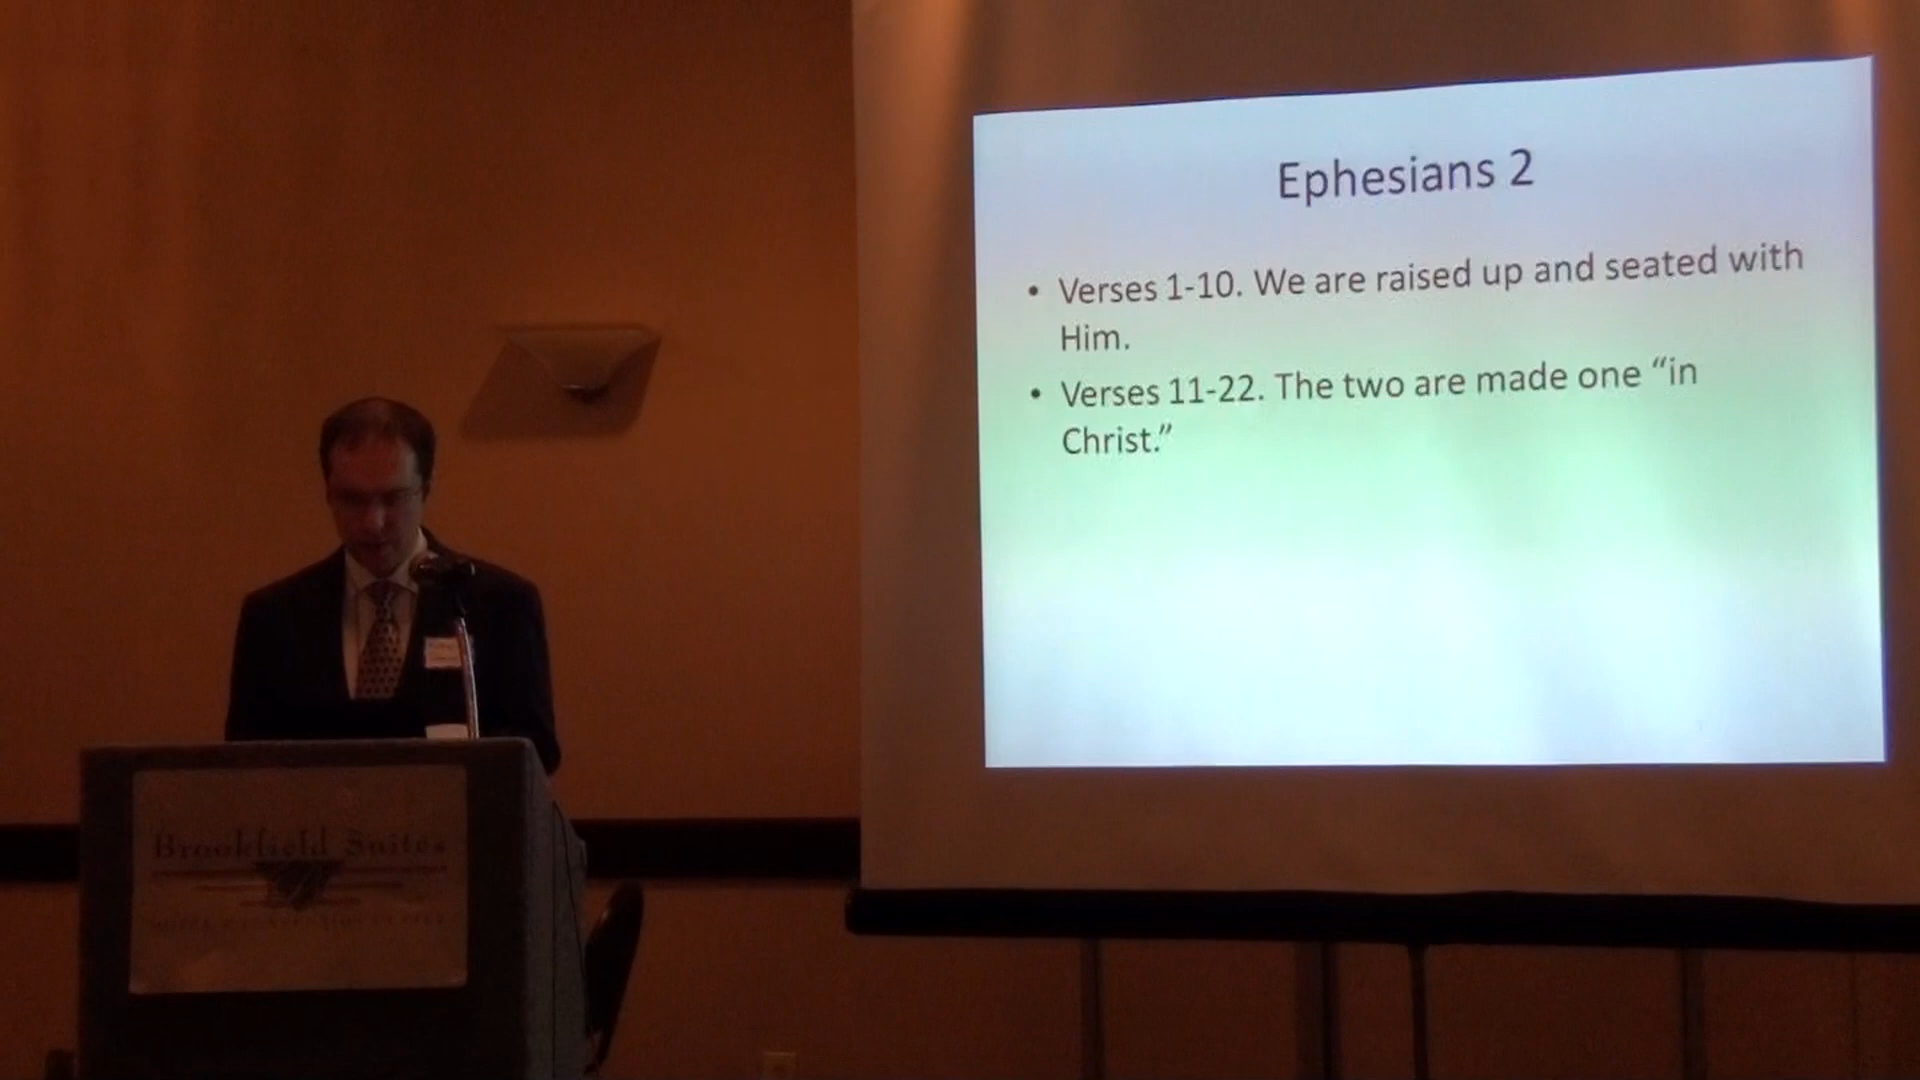 Ephesians 2
• Verses 1-10. We are raised up and seated with
Him.
• Verses 11-22. The two are made one “in
Christ.”
Brookfield Suites